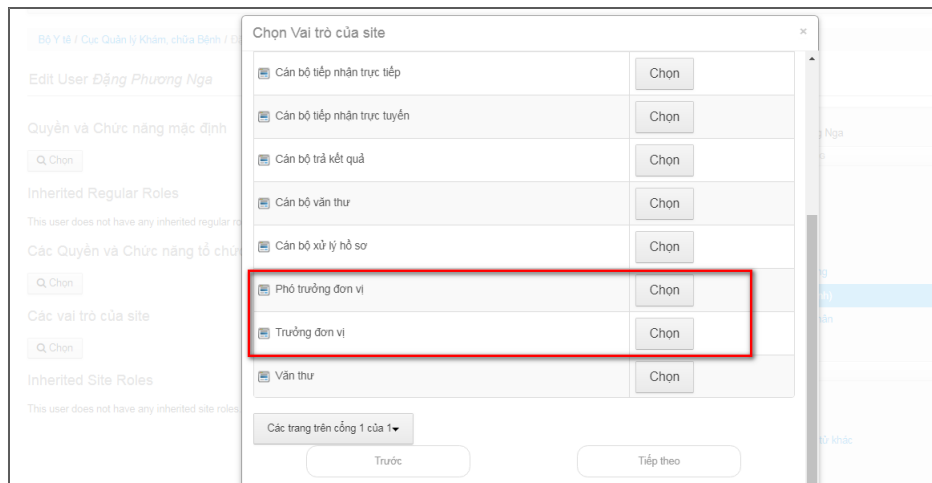 Chọn Vai trò của site
×
Bộ Y tế / Cục Quản lý Khám, chữa Bệnh /
Edit User Đặng Phương Nga
Quyền và Chức năng mặc định
Chọn
Inherited Regular Roles
This user does not have any inherited regular
Các Quyền và Chức năng tổ
Chọn
Các vai trò của site
Chọn
Inherited Site Roles
This user does not have any inherited site roles
Cán bộ tiếp nhận trực tiếp Chọn
Cán bộ tiếp nhận trực tuyến Chọn
Cán bộ trả kết quả Chọn
Cán bộ văn thư Chọn
Cán bộ xử lý hồ sơ Chọn
Phó trưởng đơn vị Chọn
Trưởng đơn vị Chọn
Văn thư Chọn
Các trang trên cổng 1 của 1
Trước Tiếp theo
Nga
khác